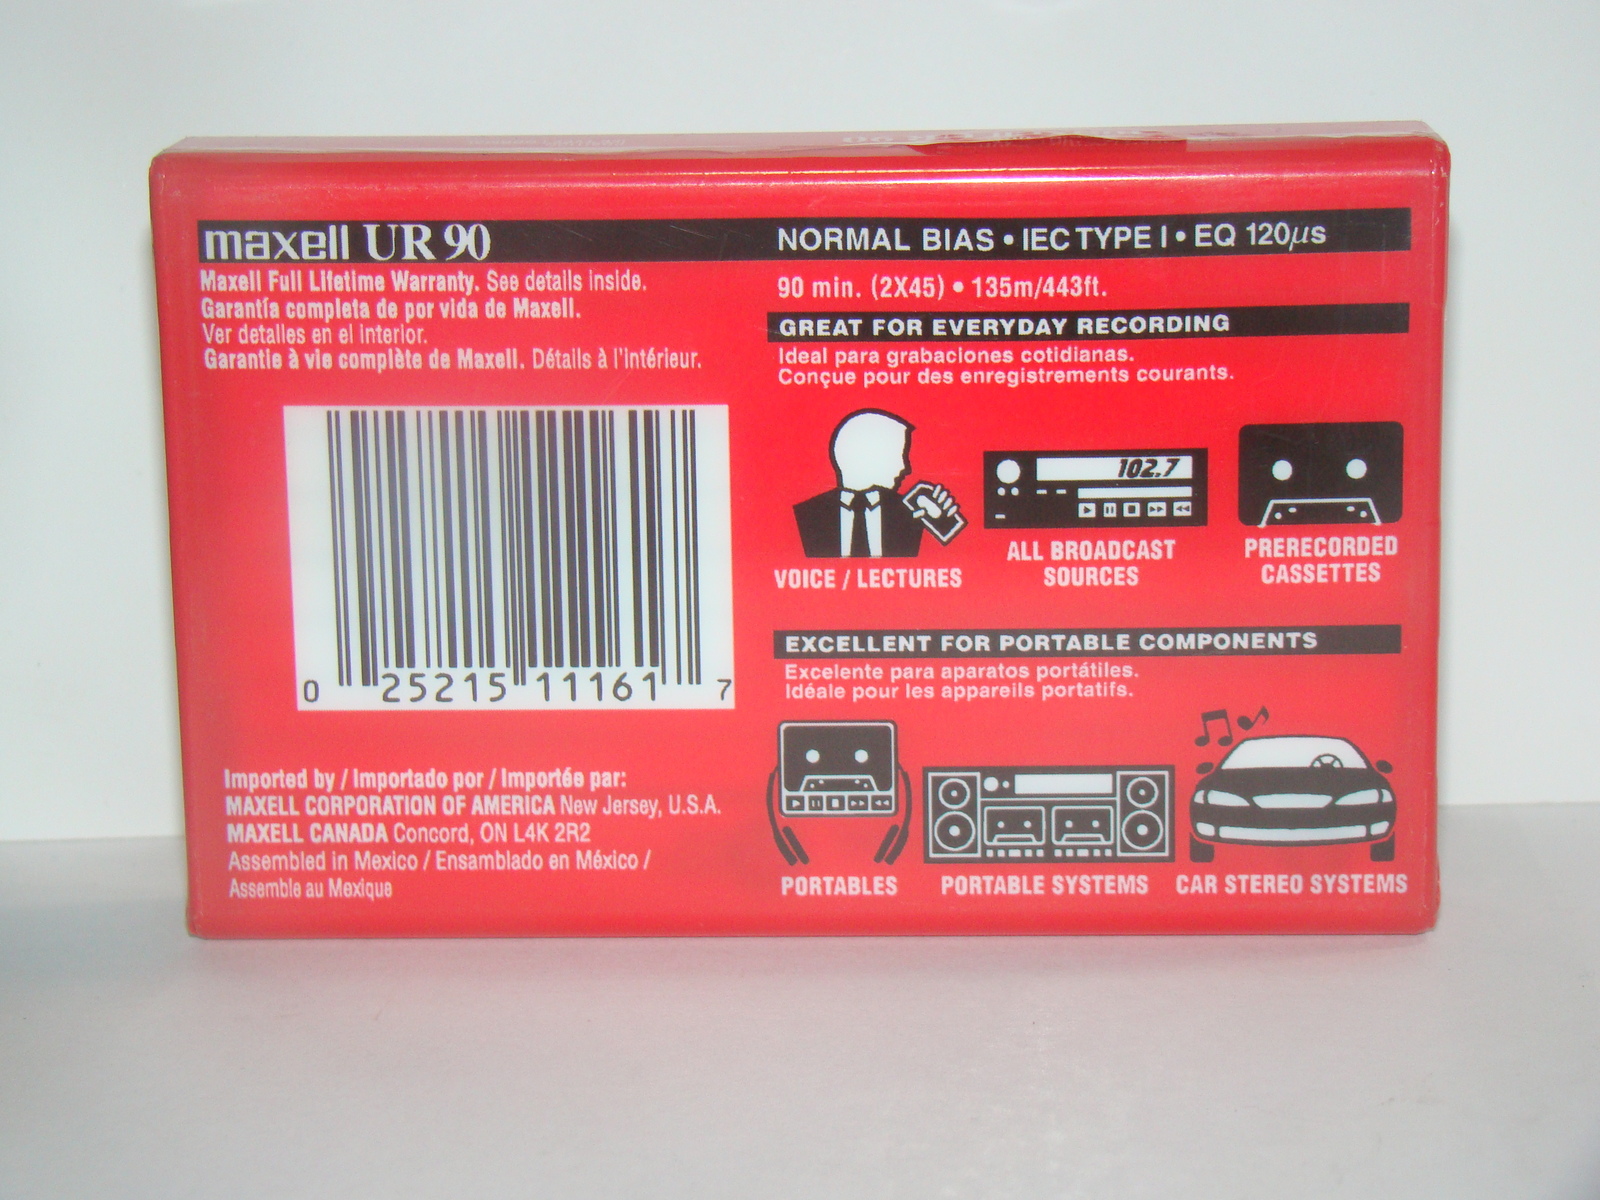 maxell UR 90
Maxell Full Lifetime Warranty. See details inside.
Garantía completa de por vida de Maxell.
Ver detalles en el interior.
Garantie à vie complète de Maxell. Détails à l'intérieur.
0 25215 11161 7
Imported by / Importado por / Importée par:
MAXELL CORPORATION OF AMERICA New Jersey, U.S.A.
MAXELL CANADA Concord, ON L4K 2R2
Assembled in Mexico / Ensamblado en México /
Assemble au Mexique
NORMAL BIAS • IEC TYPE I • EQ 120µs
90 min. (2X45) • 135m/443ft.
GREAT FOR EVERYDAY RECORDING
Ideal para grabaciones cotidianas.
Conçue pour des enregistrements courants.
102.7
VOICE / LECTURES
ALL BROADCAST
SOURCES
PRERECORDED
CASSETTES
EXCELLENT FOR PORTABLE COMPONENTS
Excelente para aparatos portátiles.
Idéale pour les appareils portatifs.
PORTABLES
PORTABLE SYSTEMS
CAR STEREO SYSTEMS